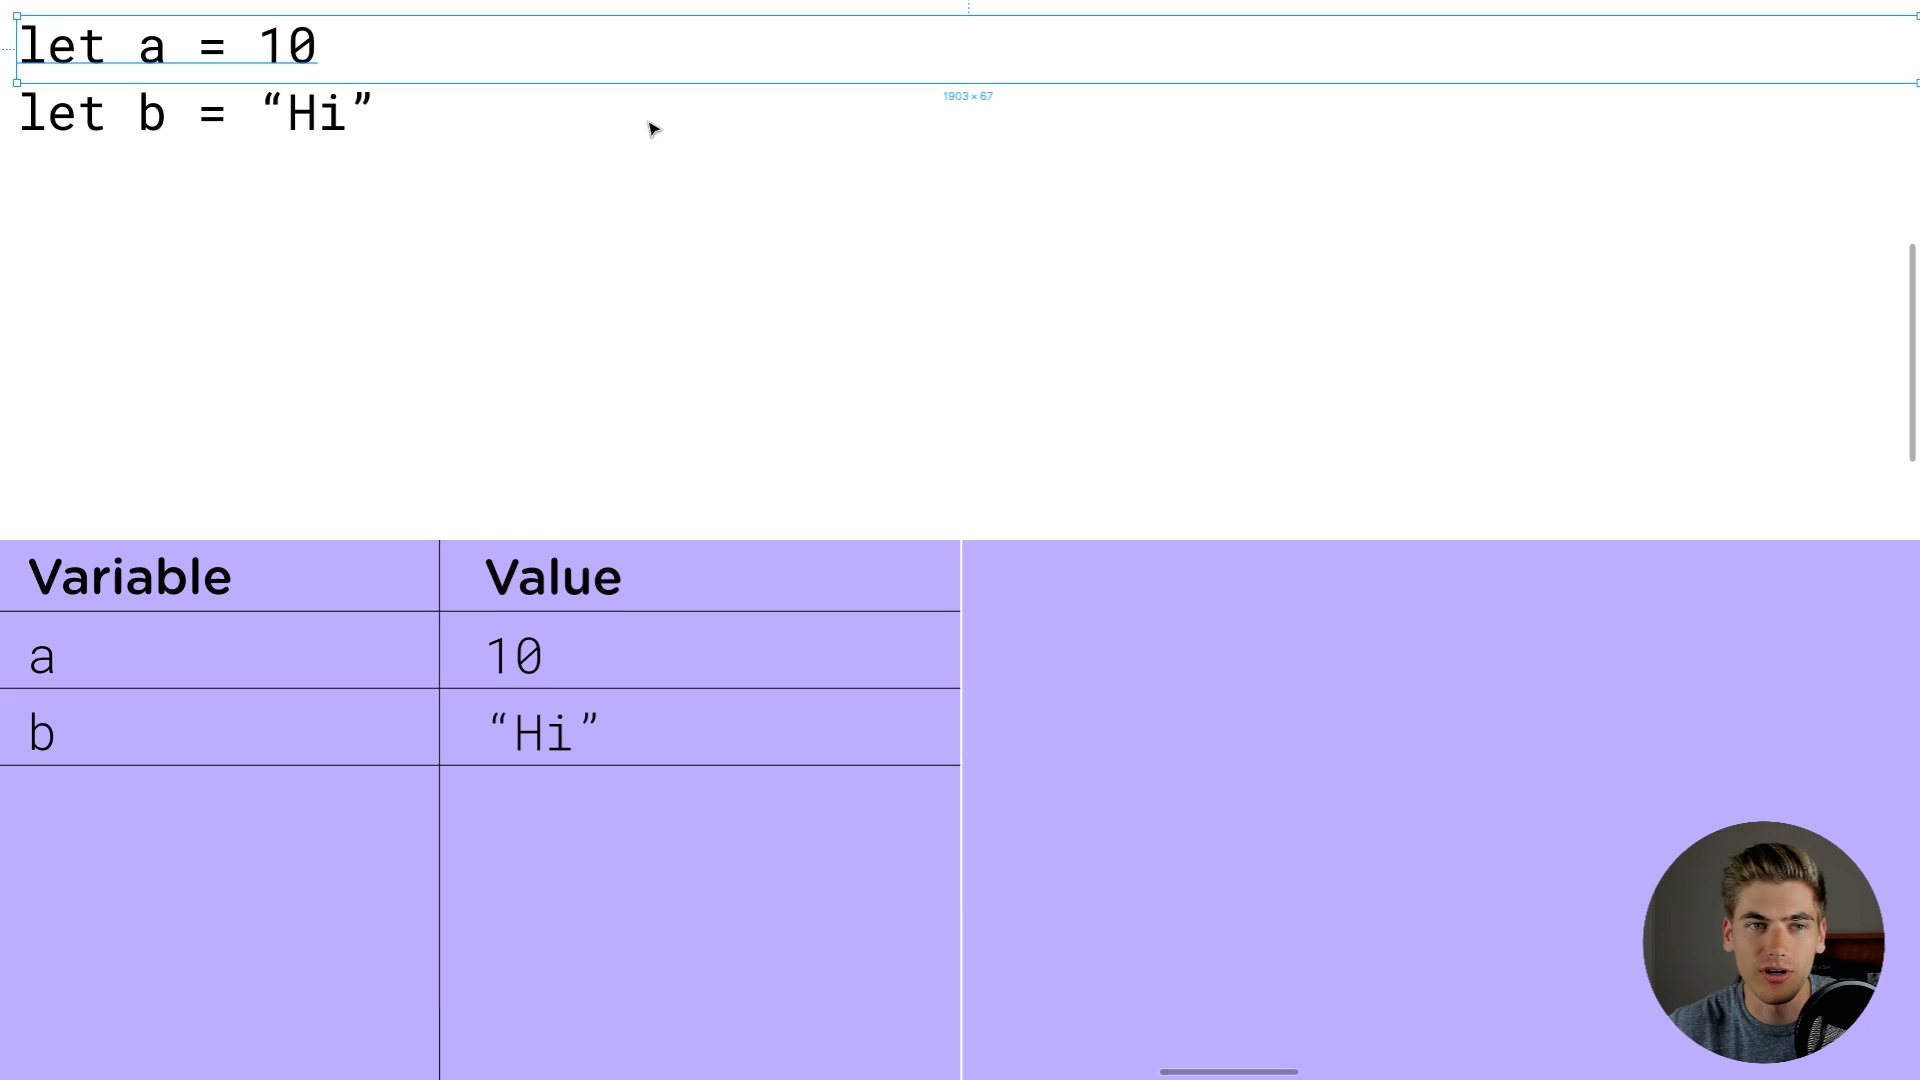 let a = 10
let b = “Hi”
1903 × 67
Variable Value
a 10
b “Hi”